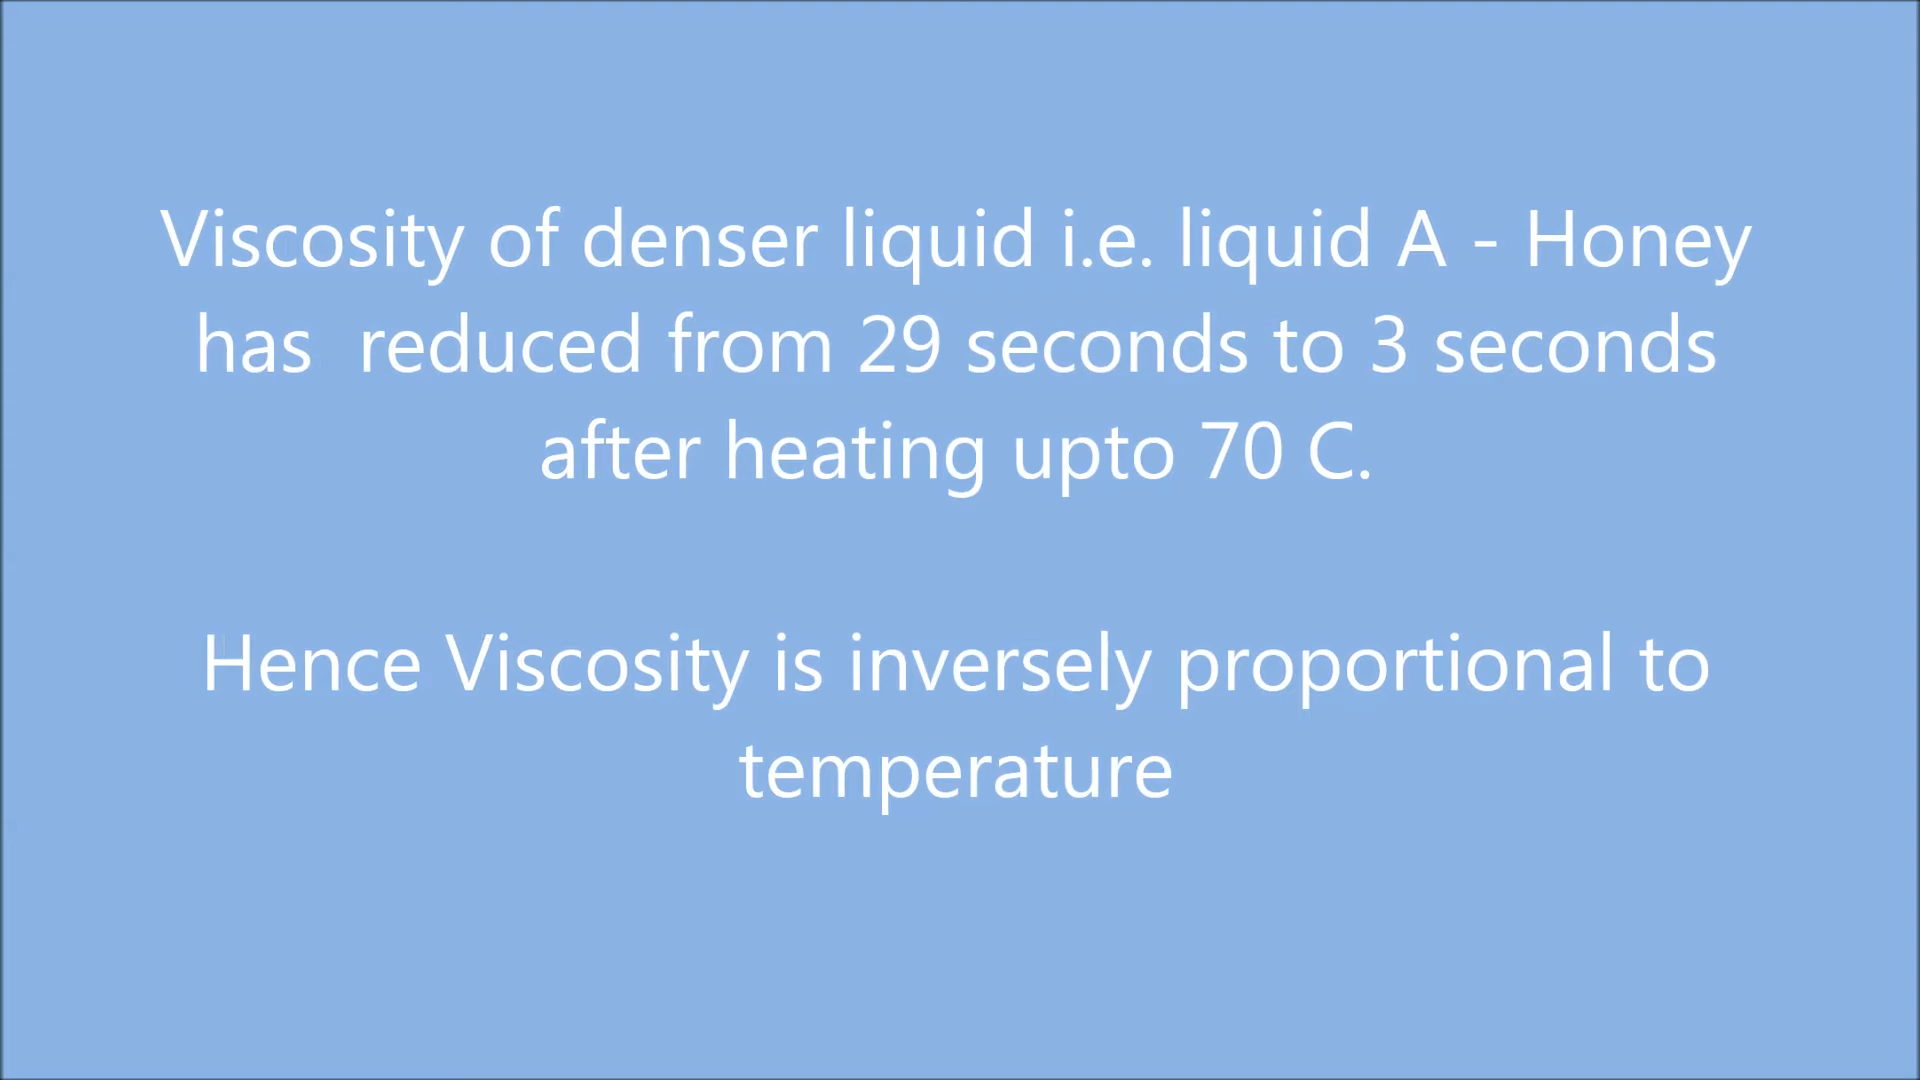 Viscosity of denser liquid i.e. liquid A - Honey
has  reduced from 29 seconds to 3 seconds
after heating upto 70 C.
Hence Viscosity is inversely proportional to
temperature